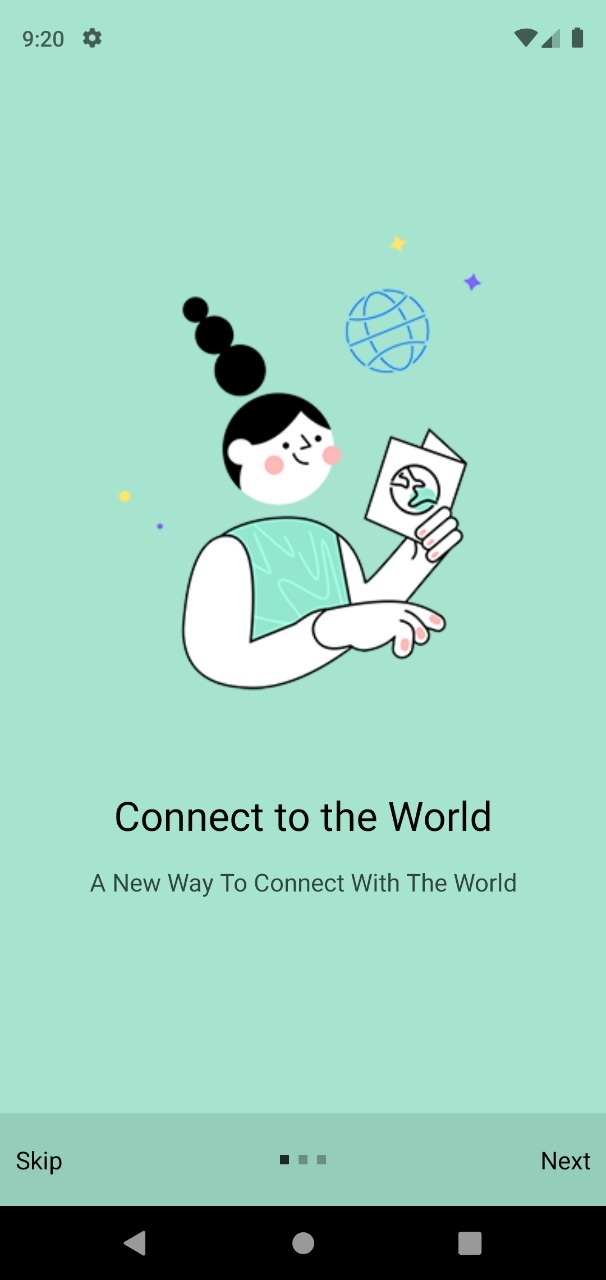 9:20
Connect to the World
A New Way To Connect With The World
Skip
Next